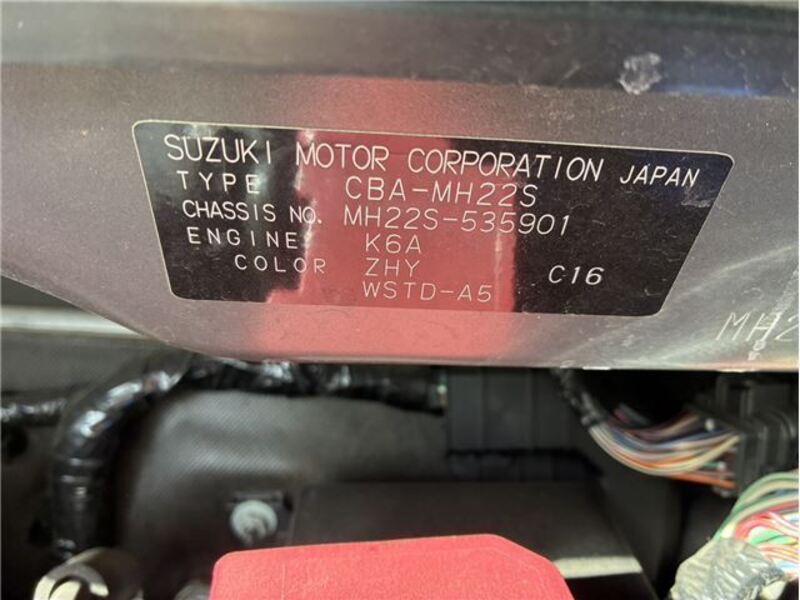 SUZUKI MOTOR CORPORATION JAPAN
TYPE CBA-MH22S
CHASSIS NO. MH22S-535901
ENGINE K6A
COLOR ZHY C16
WSTD-A5
MH2